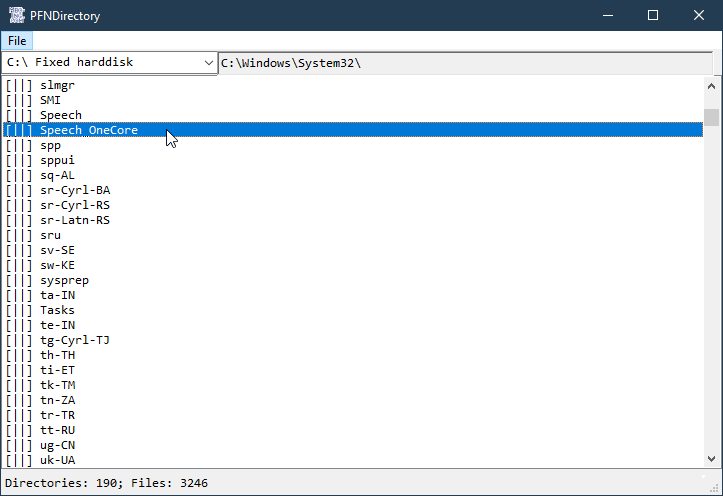 PFNDirectory
File
C:\ Fixed harddisk
C:\Windows\System32\
[||] slmgr
[||] SMI
[||] Speech
[||] Speech_OneCore
[||] spp
[||] sppui
[||] sq-AL
[||] sr-Cyrl-BA
[||] sr-Cyrl-RS
[||] sr-Latn-RS
[||] sru
[||] sv-SE
[||] sw-KE
[||] sysprep
[||] ta-IN
[||] Tasks
[||] te-IN
[||] tg-Cyrl-TJ
[||] th-TH
[||] ti-ET
[||] tk-TM
[||] tn-ZA
[||] tr-TR
[||] tt-RU
[||] ug-CN
[||] uk-UA
Directories: 190; Files: 3246